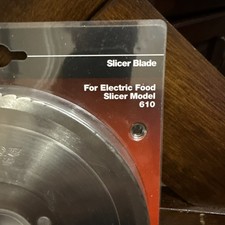 Slicer Blade
For Electric Food
Slicer Model
610